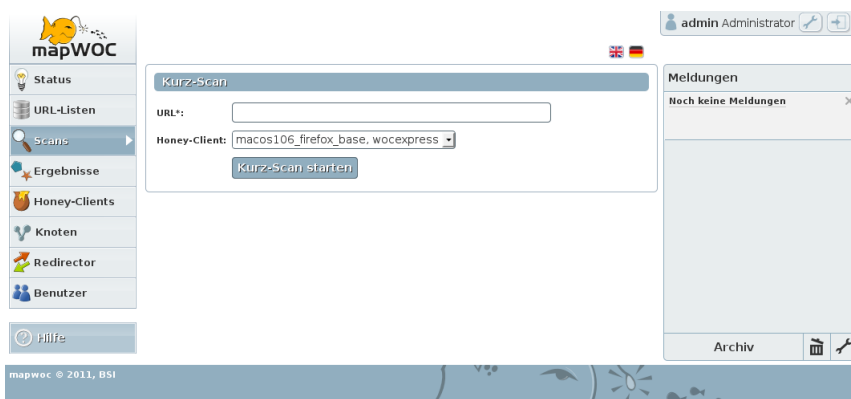 mapWOC
admin Administrator
Status
URL-Listen
Scans
Ergebnisse
Honey-Clients
Knoten
Redirector
Benutzer
Hilfe
Kurz-Scan
URL*:
Honey-Client: macos106_firefox_base, wocexpress
Kurz-Scan starten
Meldungen
Noch keine Meldungen
Archiv
mapwoc © 2011, BSI